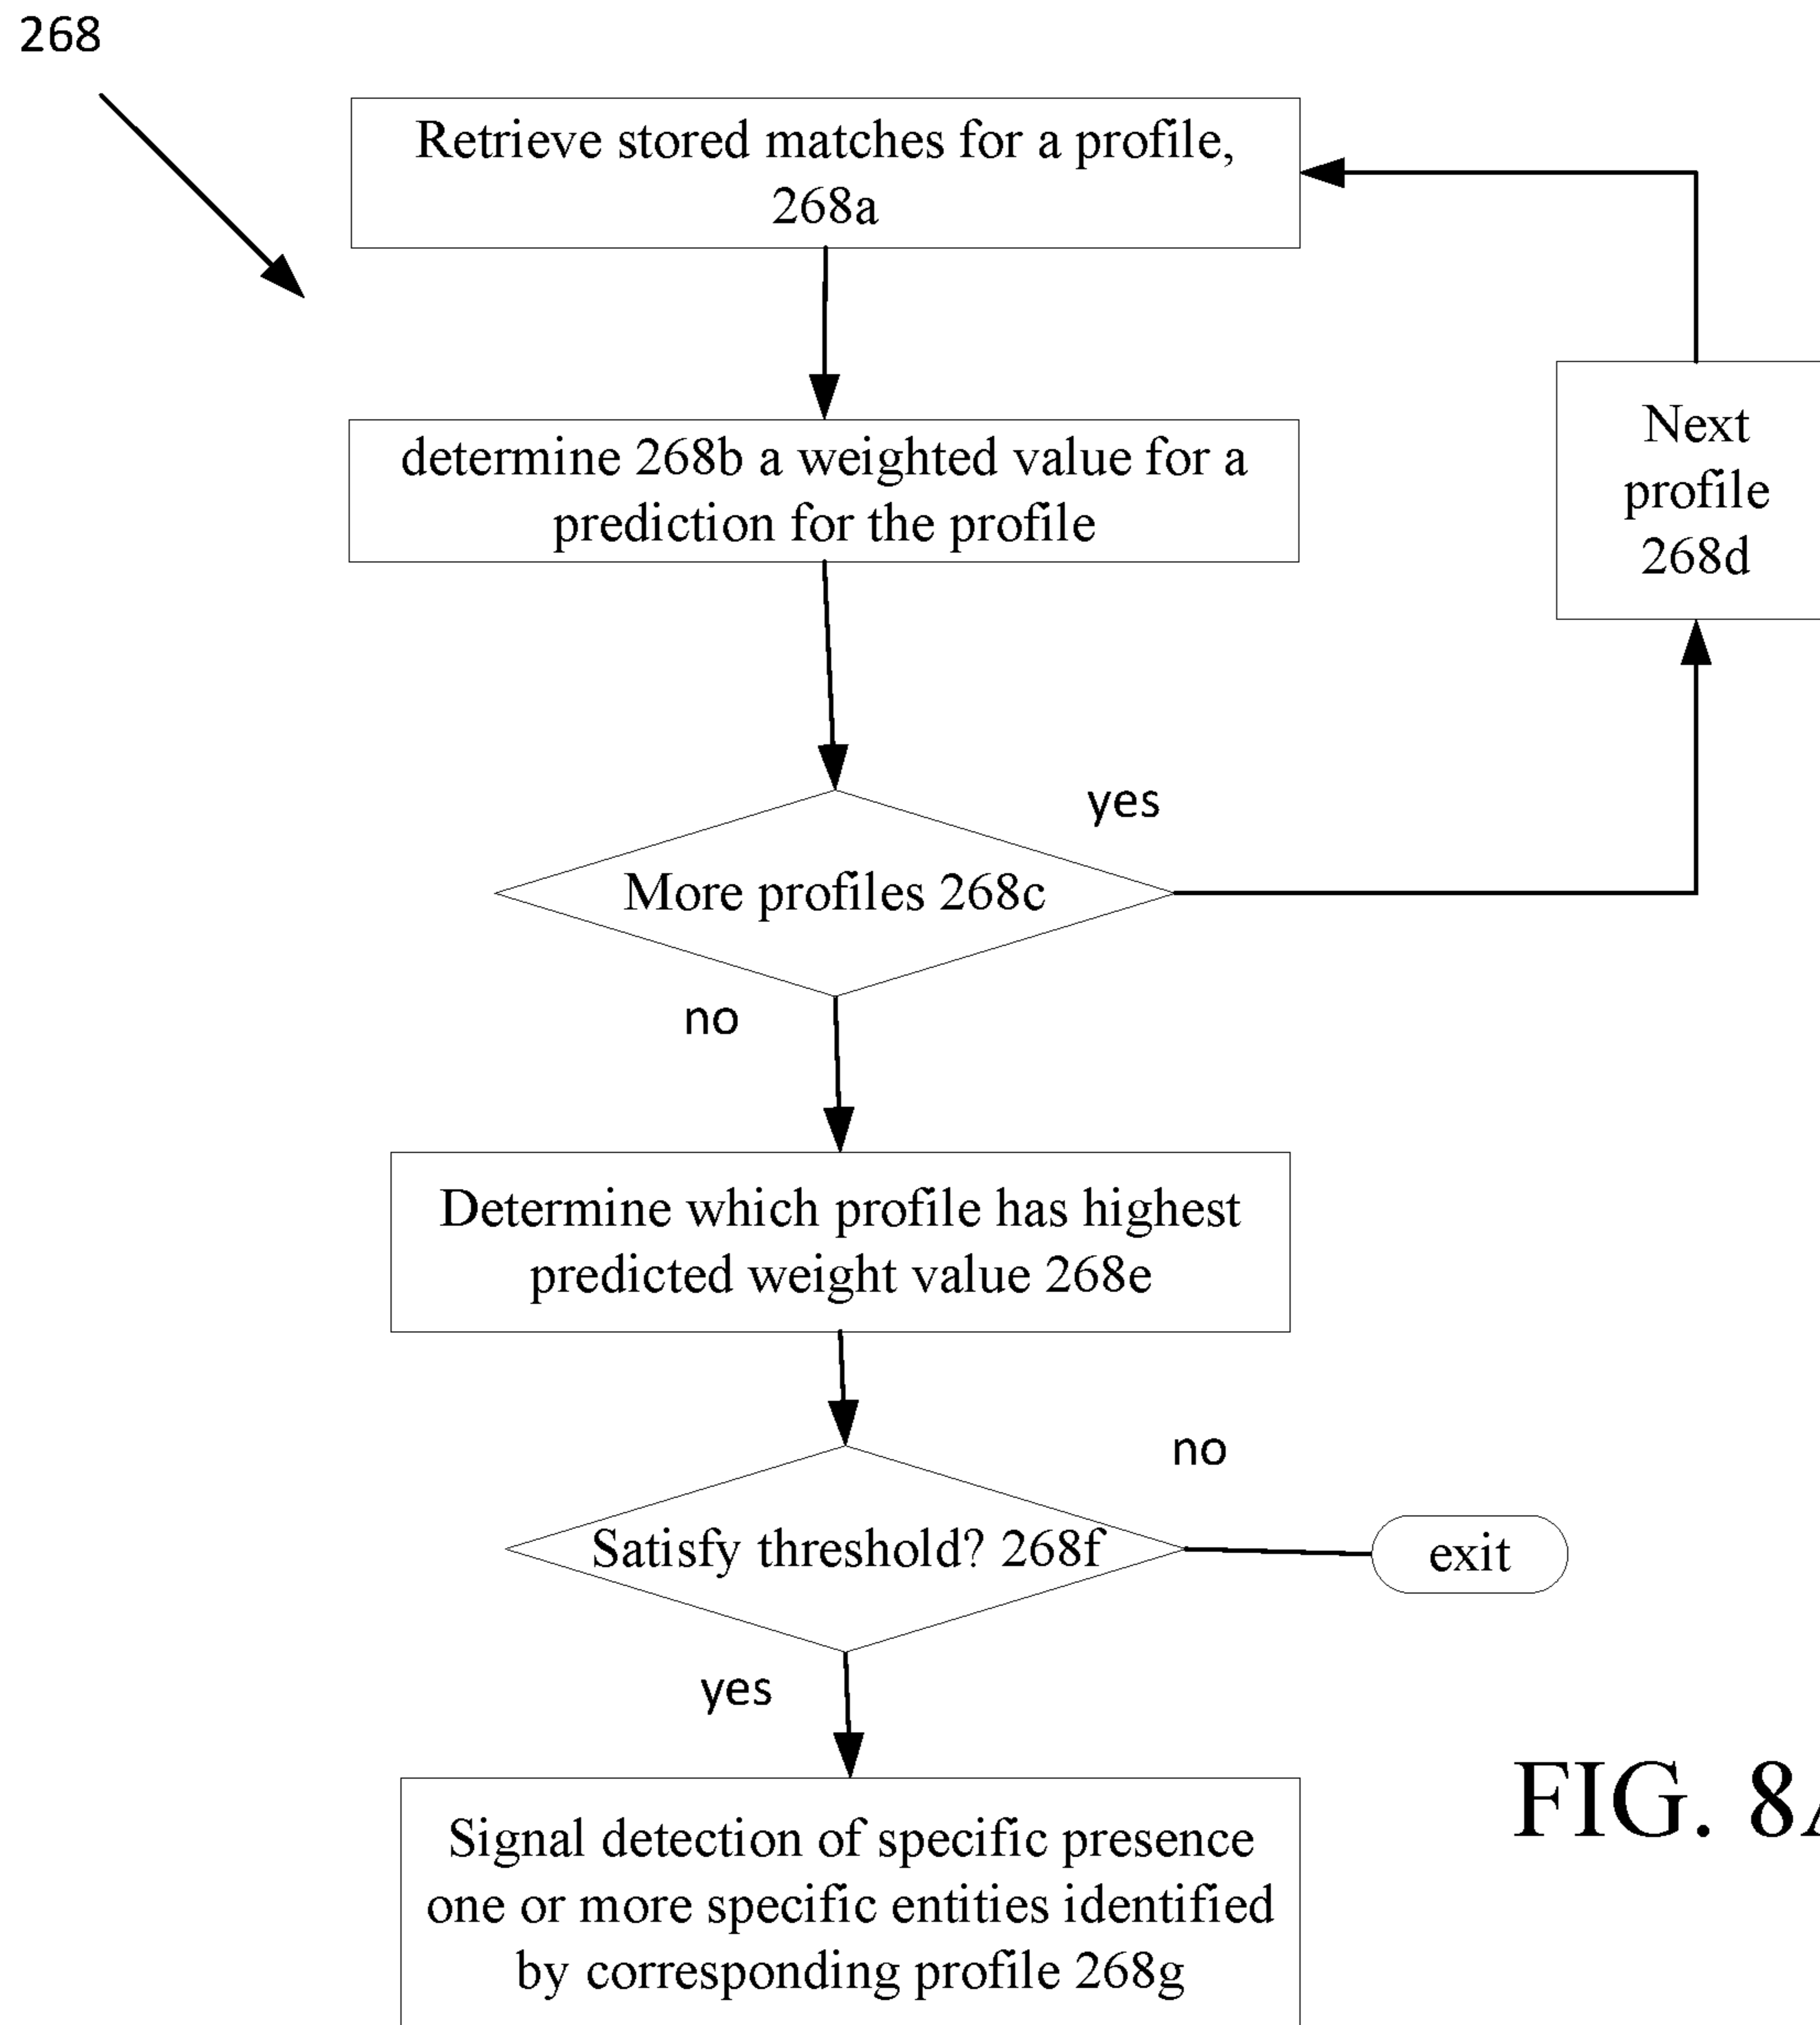 268
Retrieve stored matches for a profile,
268a
determine 268b a weighted value for a
prediction for the profile
Next
profile
268d
yes
More profiles 268c
no
Determine which profile has highest
predicted weight value 268e
no
Satisfy threshold? 268f
exit
yes
Signal detection of specific presence
one or more specific entities identified
by corresponding profile 268g
FIG. 8A